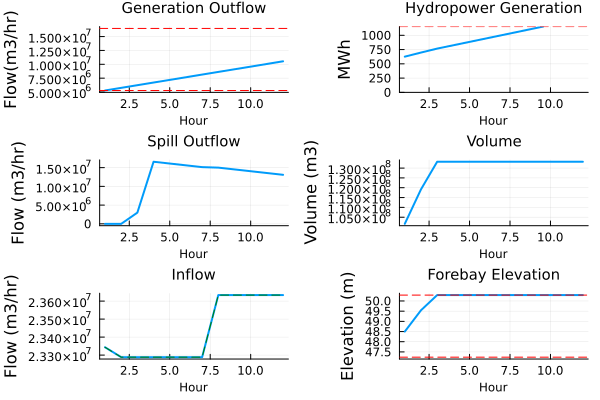 Generation Outflow
Flow(m3/hr)
1.500×10⁷
1.250×10⁷
1.000×10⁷
7.500×10⁶
5.000×10⁶
2.5 5.0 7.5 10.0
Hour
Hydropower Generation
MWh
1000
750
500
250
0
2.5 5.0 7.5 10.0
Hour
Spill Outflow
Flow (m3/hr)
1.50×10⁷
1.00×10⁷
5.00×10⁶
0
2.5 5.0 7.5 10.0
Hour
Volume
Volume (m3)
1.300×10⁸
1.250×10⁸
1.200×10⁸
1.150×10⁸
1.100×10⁸
1.050×10⁸
2.5 5.0 7.5 10.0
Hour
Inflow
Flow (m3/hr)
2.360×10⁷
2.350×10⁷
2.340×10⁷
2.330×10⁷
2.5 5.0 7.5 10.0
Hour
Forebay Elevation
Elevation (m)
50.0
49.5
49.0
48.5
48.0
47.5
2.5 5.0 7.5 10.0
Hour